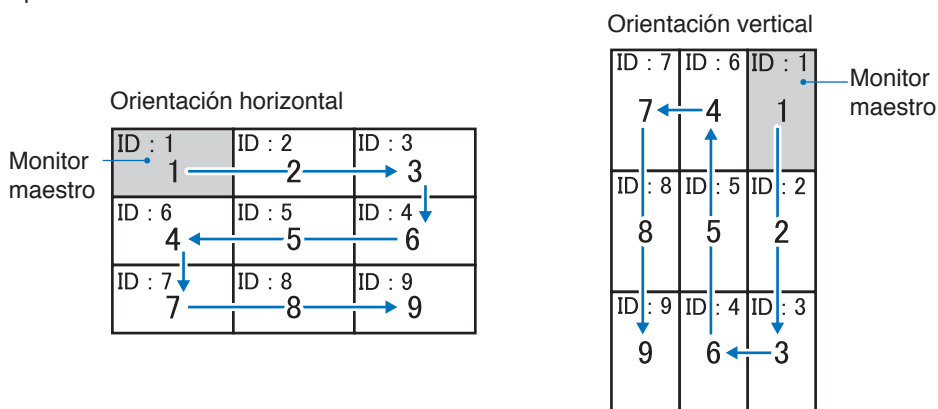 Orientación horizontal
Monitor
maestro
ID : 1
ID : 2
ID : 3
1
2
3
ID : 6
ID : 5
ID : 4
4
5
6
ID : 7
ID : 8
ID : 9
7
8
9
Orientación vertical
Monitor
maestro
ID : 7
ID : 6
ID : 1
7
4
1
ID : 8
ID : 5
ID : 2
8
5
2
ID : 9
ID : 4
ID : 3
9
6
3